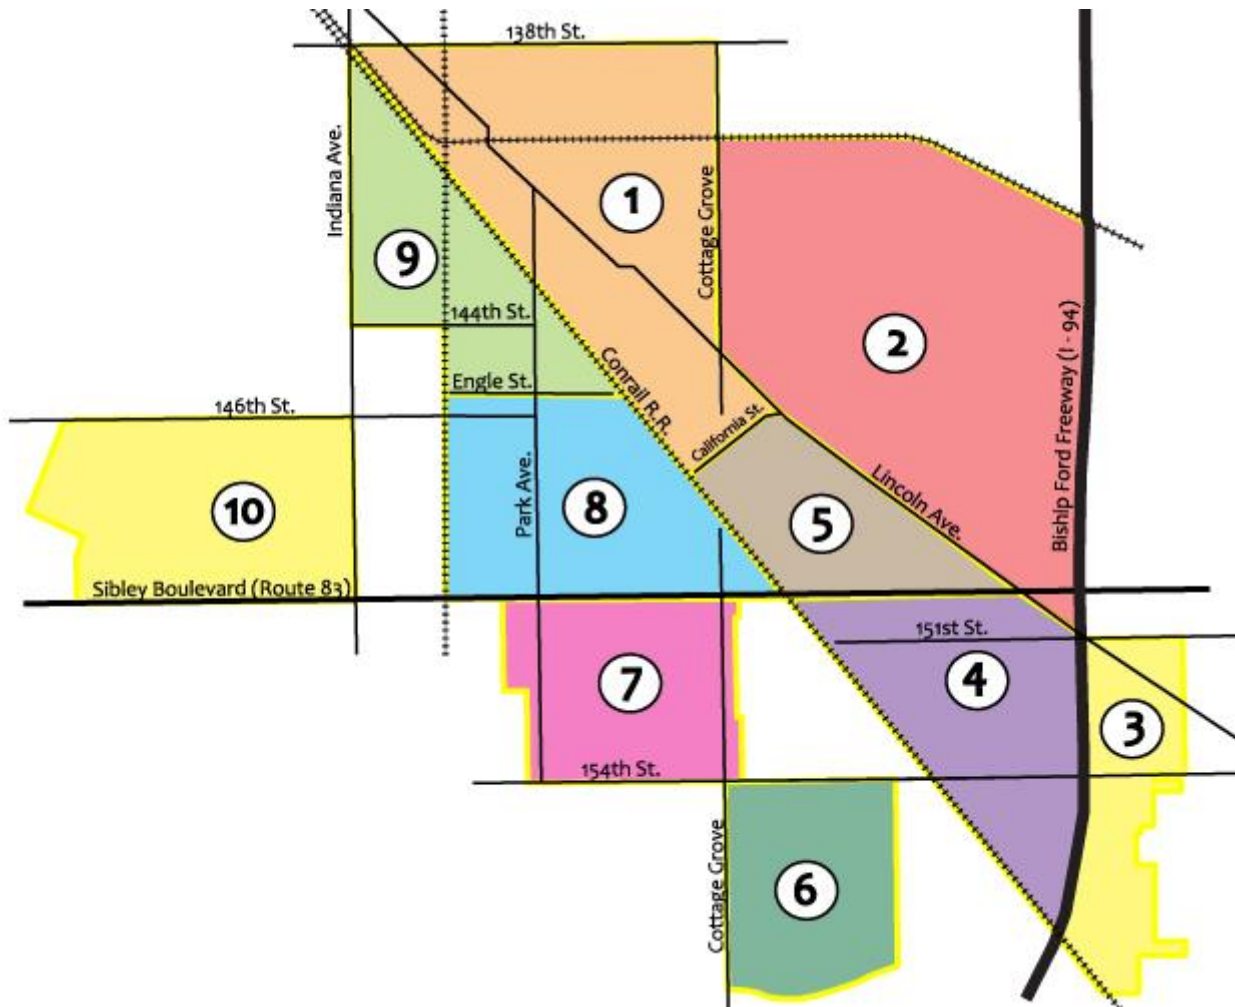 138th St.
Indiana Ave.
1
Cottage Grove
9
144th St.
2
Biship Ford Freeway (I - 94)
Conrail R.R.
Engle St.
146th St.
California St.
Park Ave.
Lincoln Ave.
10
8
5
Sibley Boulevard (Route 83)
151st St.
7
4
3
154th St.
Cottage Grove
6